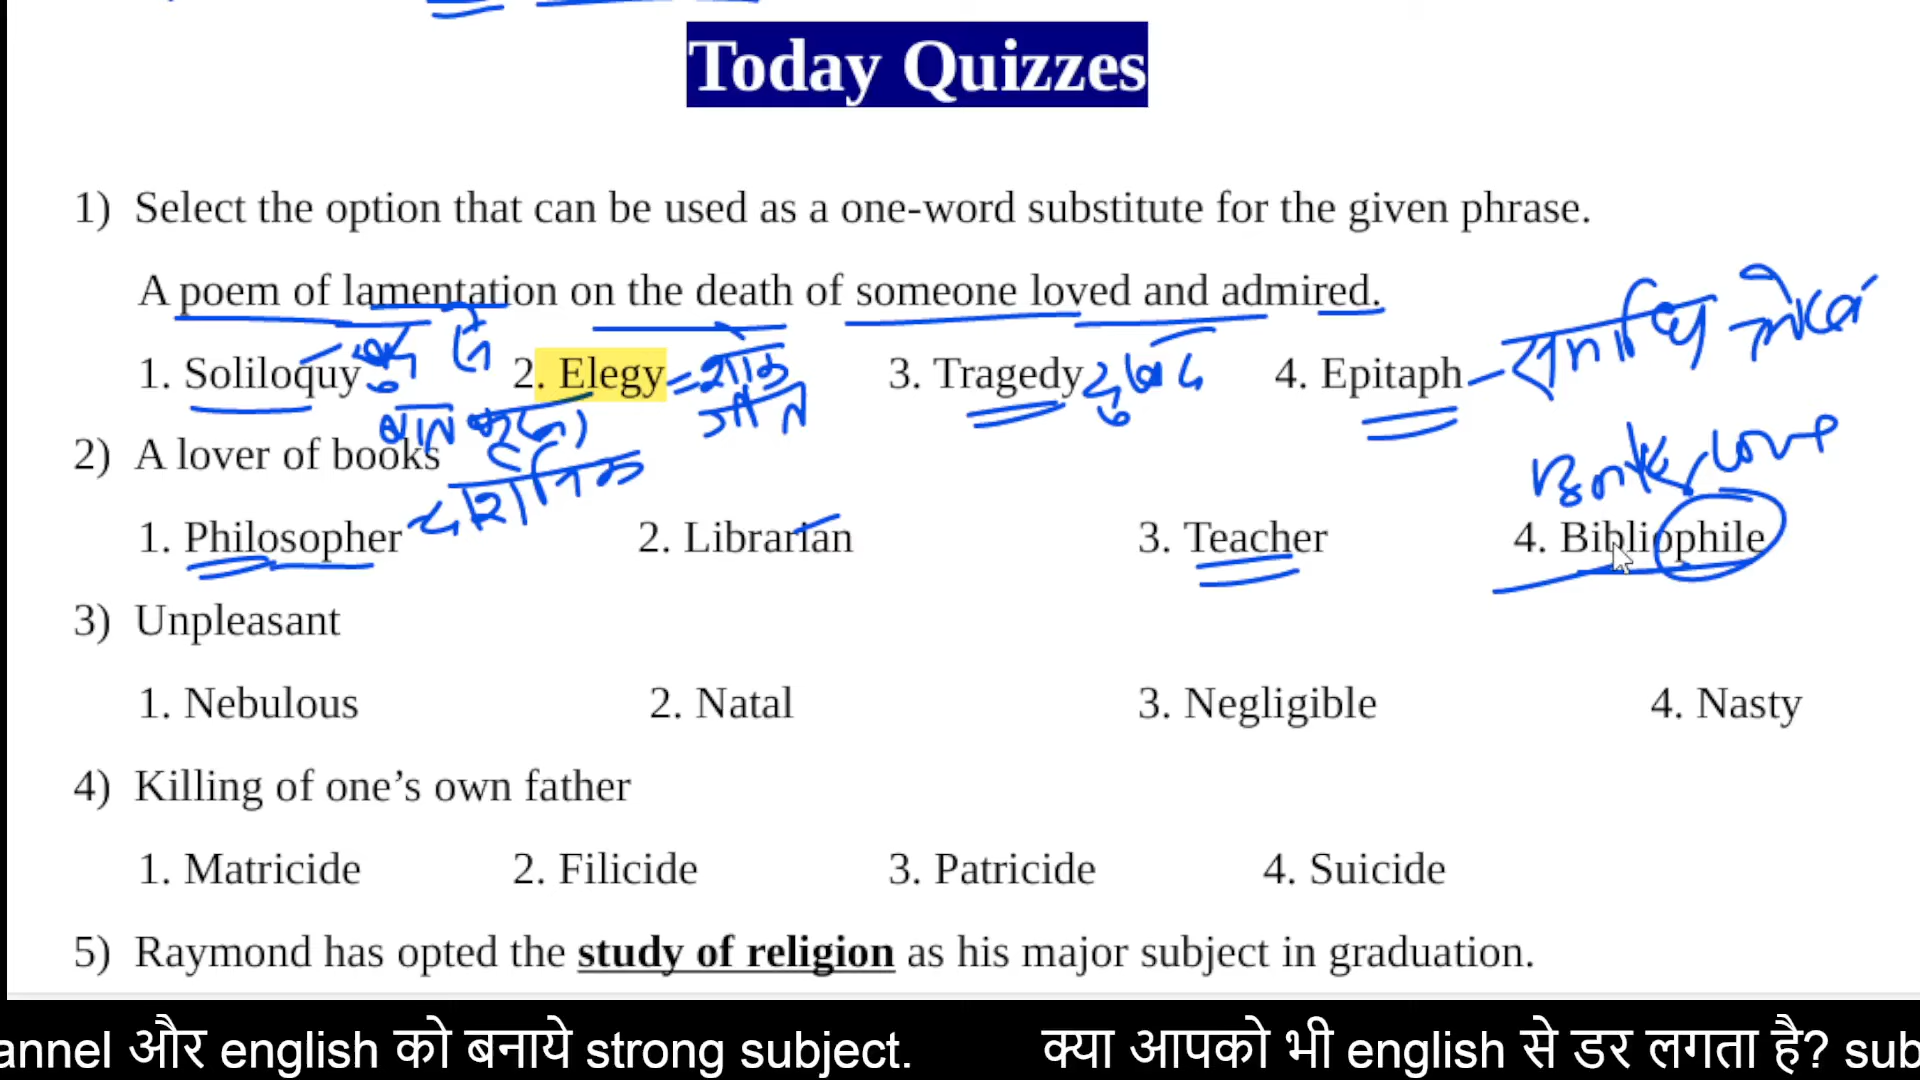 Today Quizzes
1) Select the option that can be used as a one-word substitute for the given phrase.
A poem of lamentation on the death of someone loved and admired.
1. Soliloquy 2. Elegy = शोक गीत 3. Tragedy दुखद 4. Epitaph - समाधि लेख
2) A lover of books
Book, Love
1. Philosopher दार्शनिक 2. Librarian 3. Teacher 4. Bibliophile
3) Unpleasant
1. Nebulous 2. Natal 3. Negligible 4. Nasty
4) Killing of one’s own father
1. Matricide 2. Filicide 3. Patricide 4. Suicide
5) Raymond has opted the study of religion as his major subject in graduation.
annel और english को बनाये strong subject. क्या आपको भी english से डर लगता है? sub